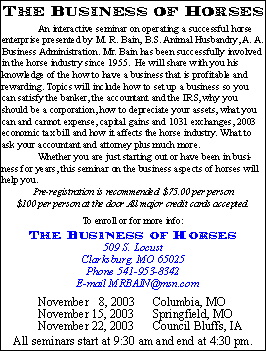 THE BUSINESS OF HORSES
An interactive seminar on operating a successful horse
enterprise presented by M. R. Bain, B.S. Animal Husbandry, A. A.
Business Administration. Mr. Bain has been successfully involved
in the horse industry since 1955. He will share with you his
knowledge of the how to have a business that is profitable and
rewarding. Topics will include how to set up a business so you
can satisfy the banker, the accountant and the IRS, why you
should be a corporation, how to depreciate your assets, what you
can and cannot expense, capital gains and 1031 exchanges, 2003
economic tax bill and how it affects the horse industry. What to
ask your accountant and attorney plus much more.
Whether you are just starting out or have been in busi-
ness for years, this seminar on the business aspects of horses will
help you.
Pre-registration is recommended $75.00 per person
$100 per person at the door All major credit cards accepted
To enroll or for more info:
THE BUSINESS OF HORSES
509 S. Locust
Clarksburg, MO 65025
Phone 541-953-8342
E-mail MRBAIN@msn.com
November 8, 2003 Columbia, MO
November 15, 2003 Springfield, MO
November 22, 2003 Council Bluffs, IA
All seminars start at 9:30 am and end at 4:30 pm.